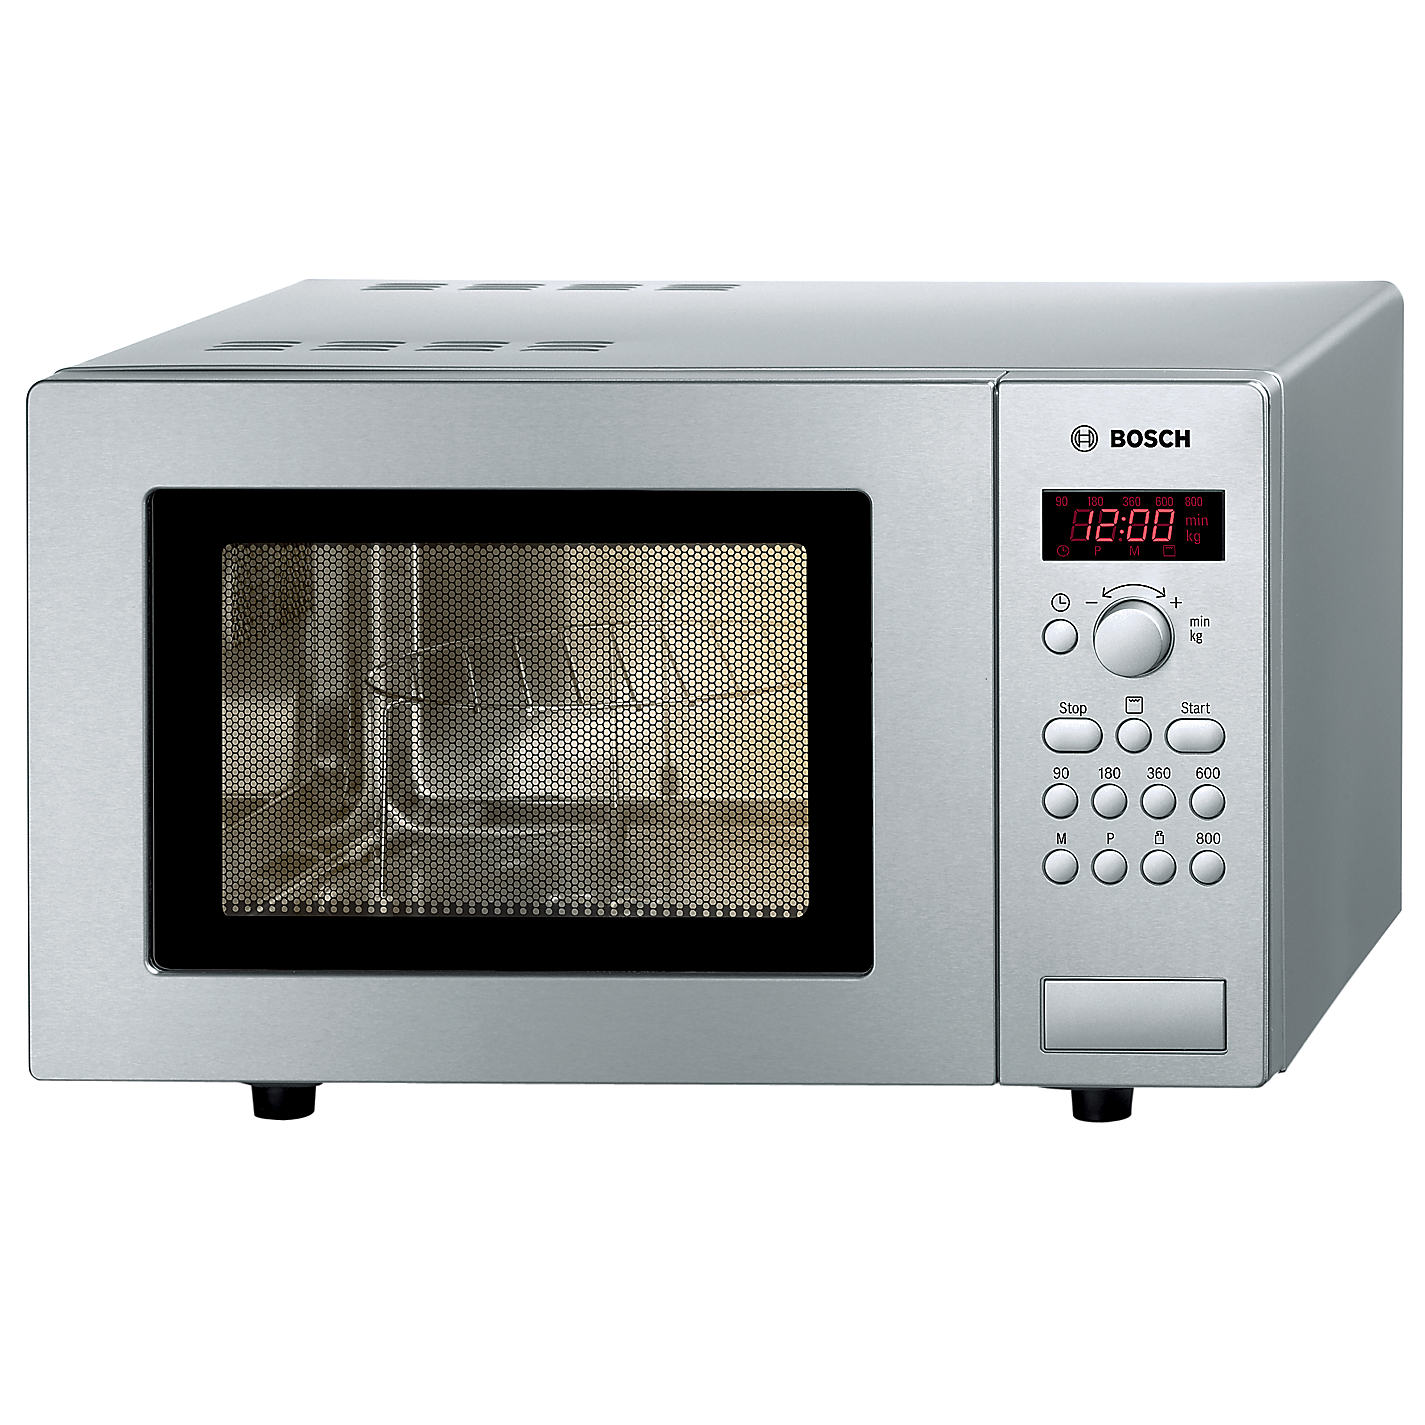 BOSCH
90 180 360 600 800
12:00 min
kg
P M
− +
min
kg
Stop Start
90 180 360 600
M P 800